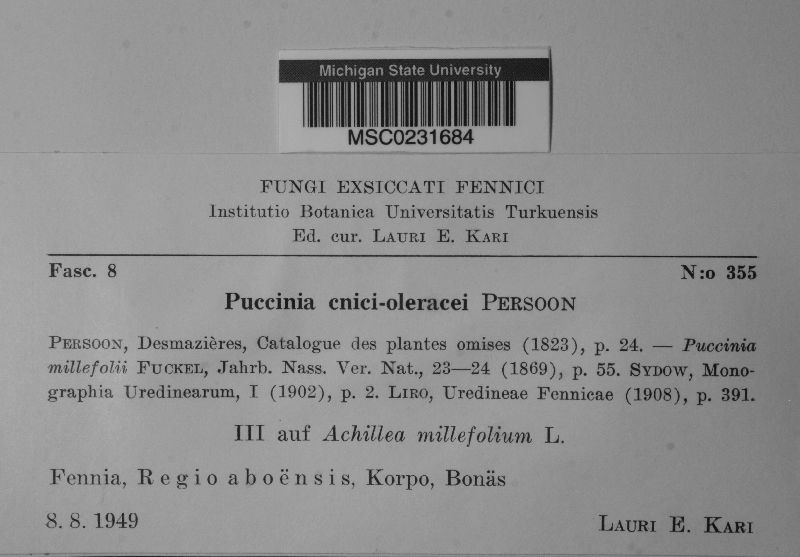 Michigan State University
MSC0231684
FUNGI EXSICCATI FENNICI
Institutio Botanica Universitatis Turkuensis
Ed. cur. LAURI E. KARI
Fasc. 8 N:o 355
Puccinia cnici-oleracei PERSOON
PERSOON, Desmazières, Catalogue des plantes omises (1823), p. 24. — Puccinia
millefolii FUCKEL, Jahrb. Nass. Ver. Nat., 23—24 (1869), p. 55. SYDOW, Mono-
graphia Uredinearum, I (1902), p. 2. LIRO, Uredineae Fennicae (1908), p. 391.
III auf Achillea millefolium L.
Fennia, Regio aboënsis, Korpo, Bonäs
8. 8. 1949 LAURI E. KARI